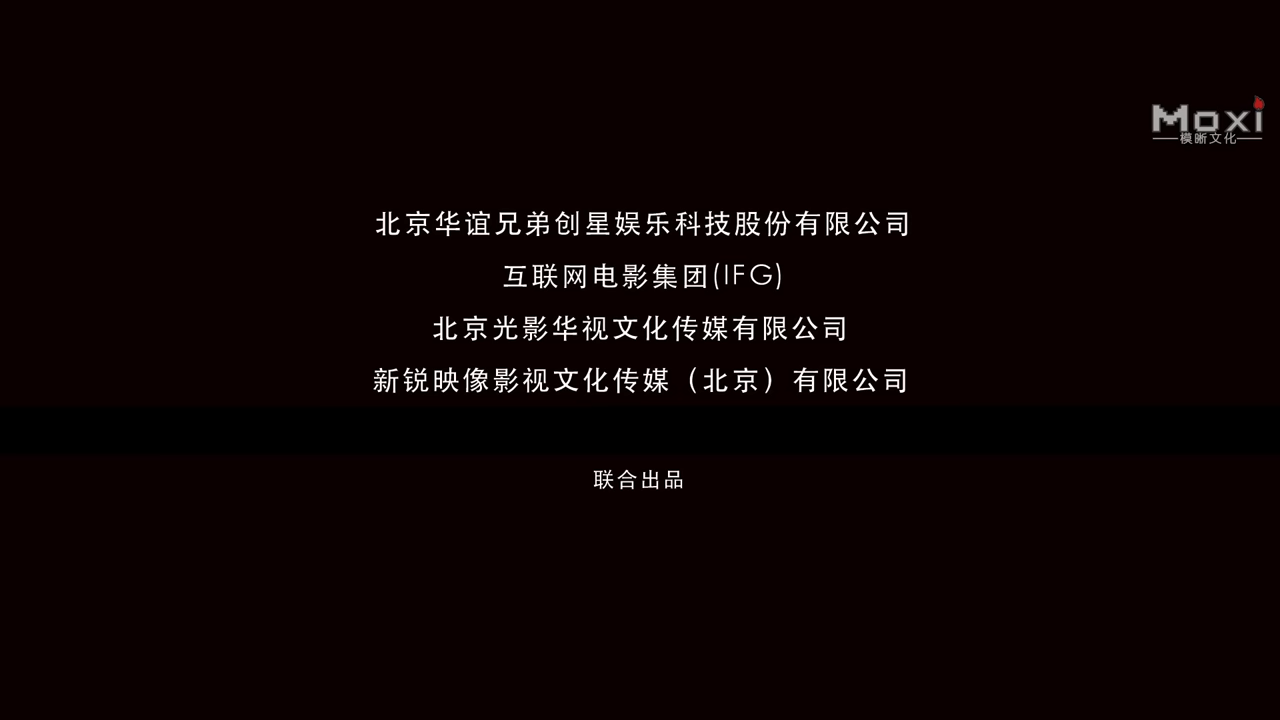 Moxi
模晰文化
北京华谊兄弟创星娱乐科技股份有限公司
互联网电影集团(IFG)
北京光影华视文化传媒有限公司
新锐映像影视文化传媒（北京）有限公司
联合出品